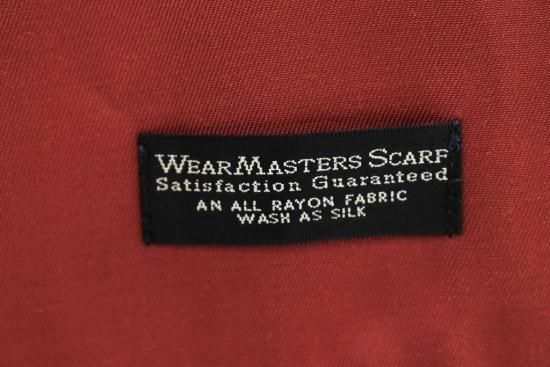 WEARMASTERS SCARF
Satisfaction Guaranteed
AN ALL RAYON FABRIC
WASH AS SILK